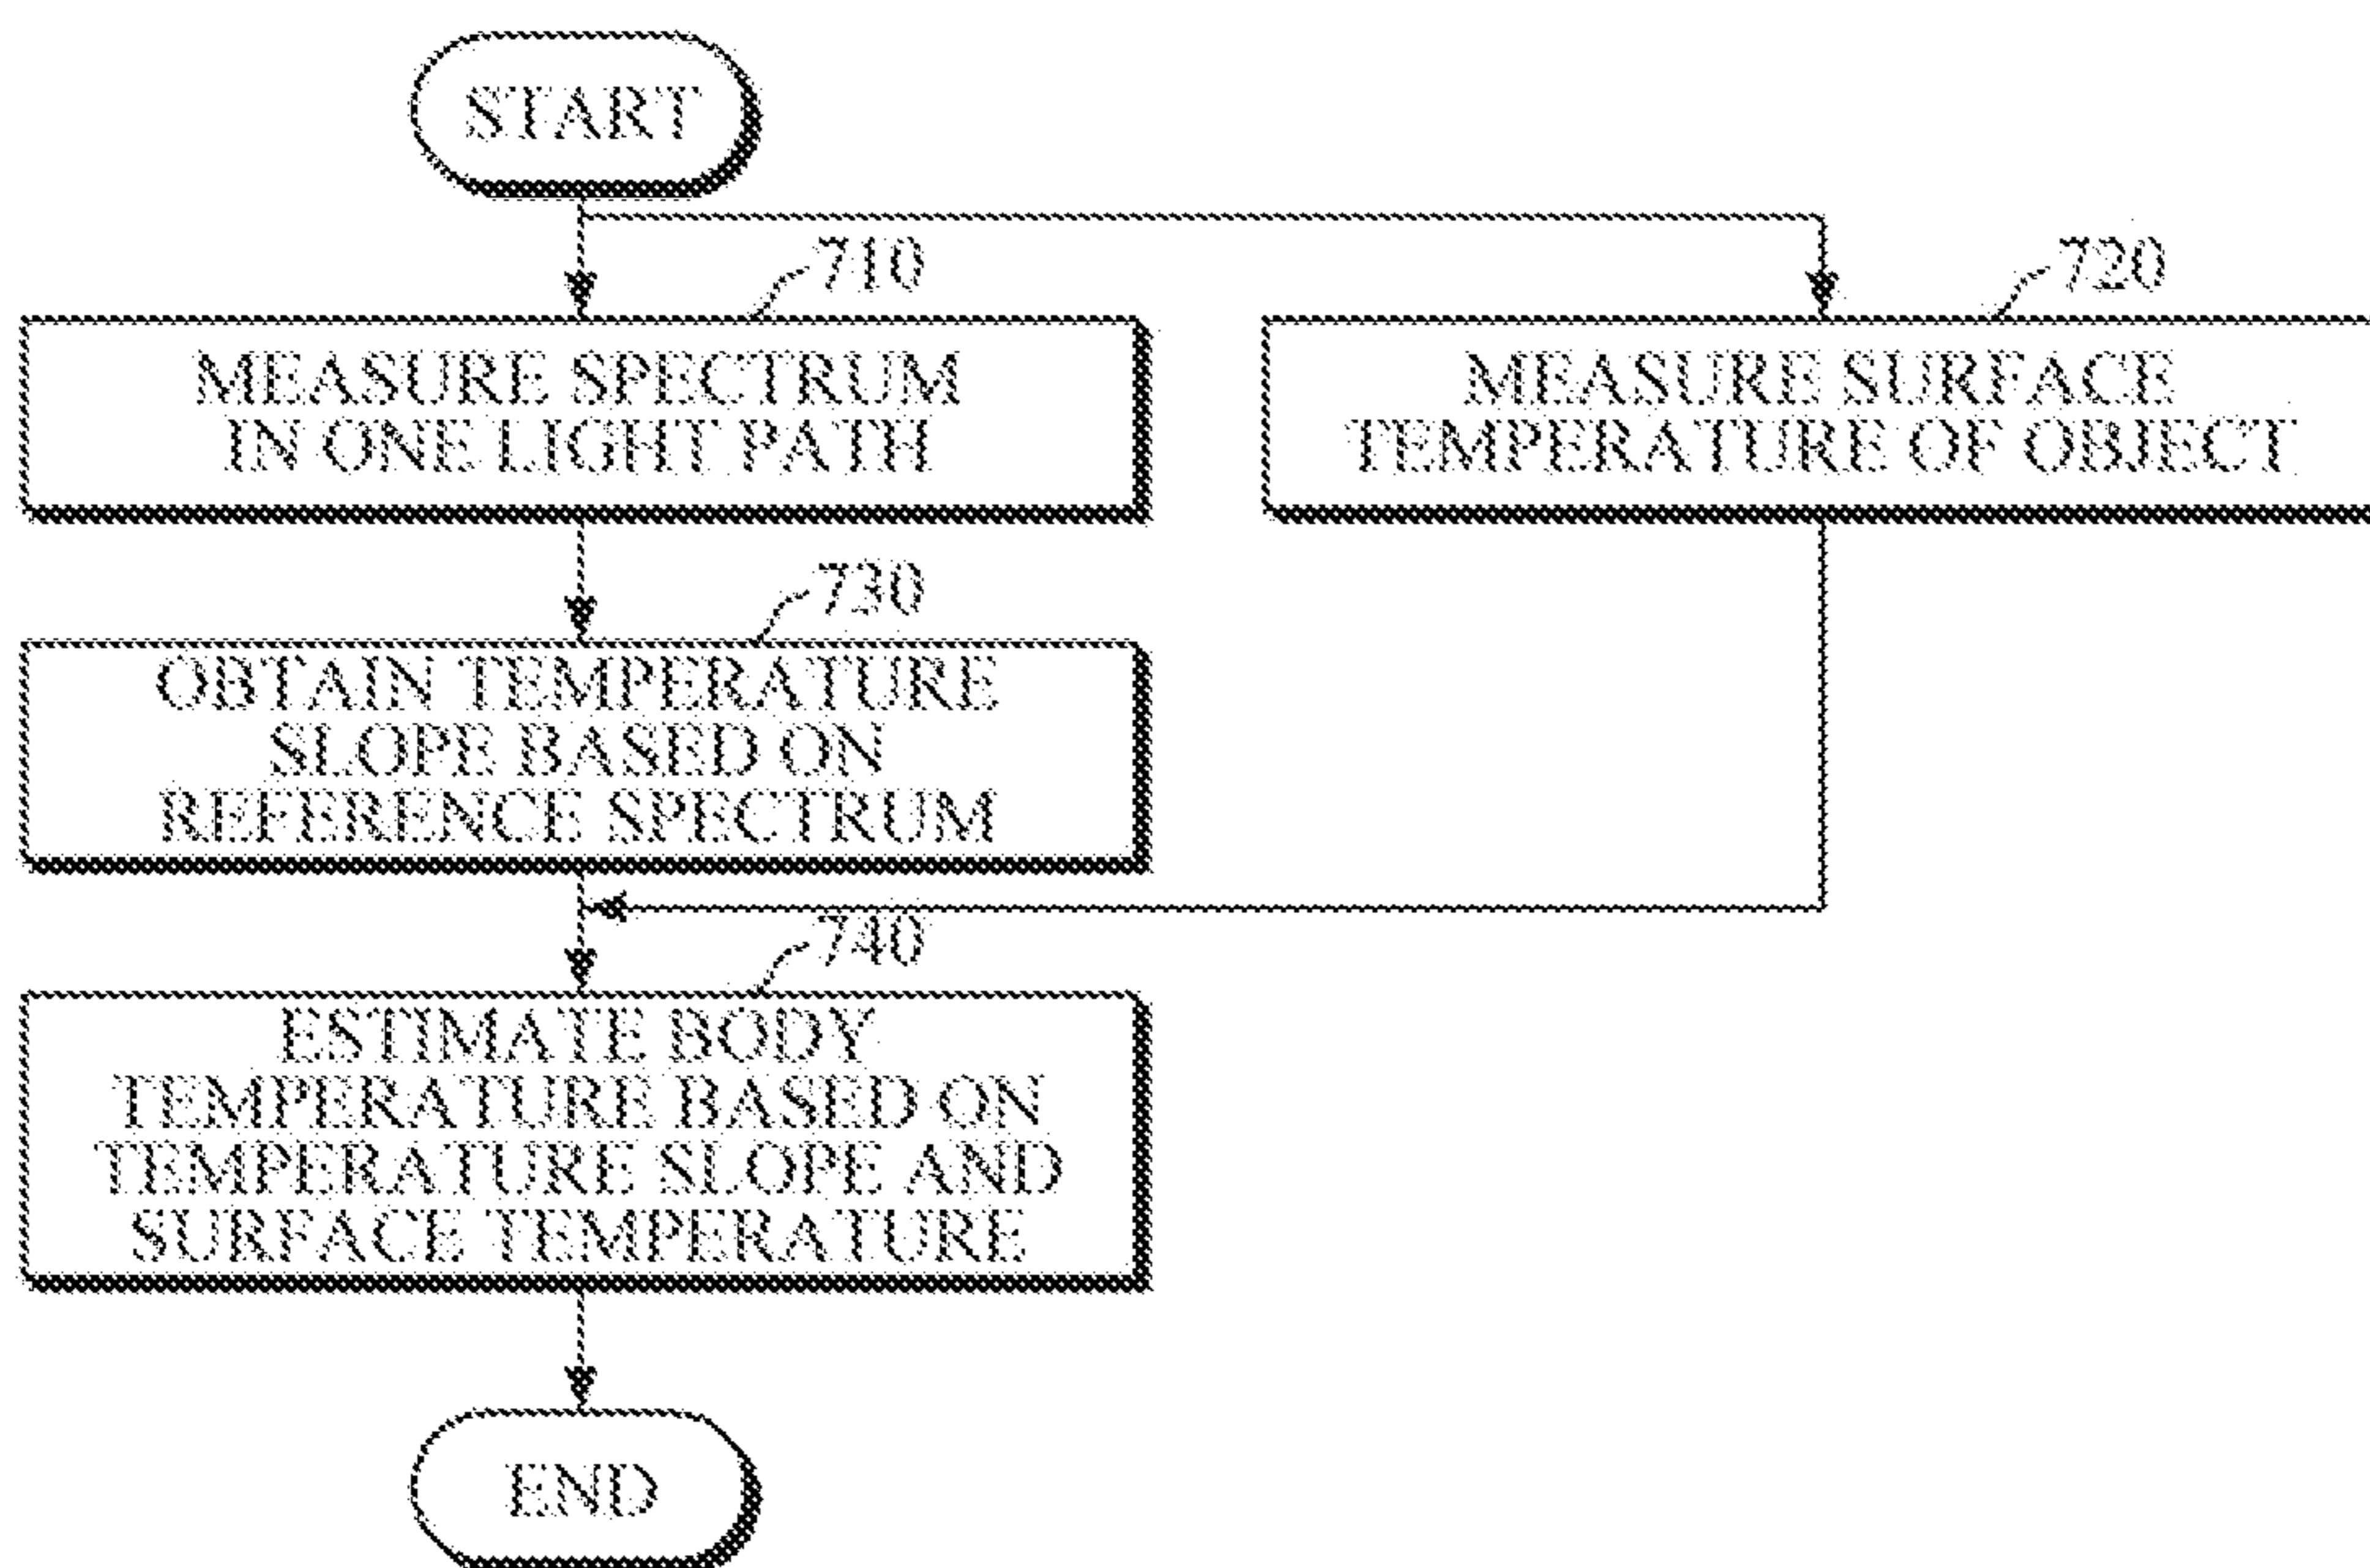 START
710
720
MEASURE SPECTRUM
IN ONE LIGHT PATH
MEASURE SURFACE
TEMPERATURE OF OBJECT
730
OBTAIN TEMPERATURE
SLOPE BASED ON
REFERENCE SPECTRUM
740
ESTIMATE BODY
TEMPERATURE BASED ON
TEMPERATURE SLOPE AND
SURFACE TEMPERATURE
END